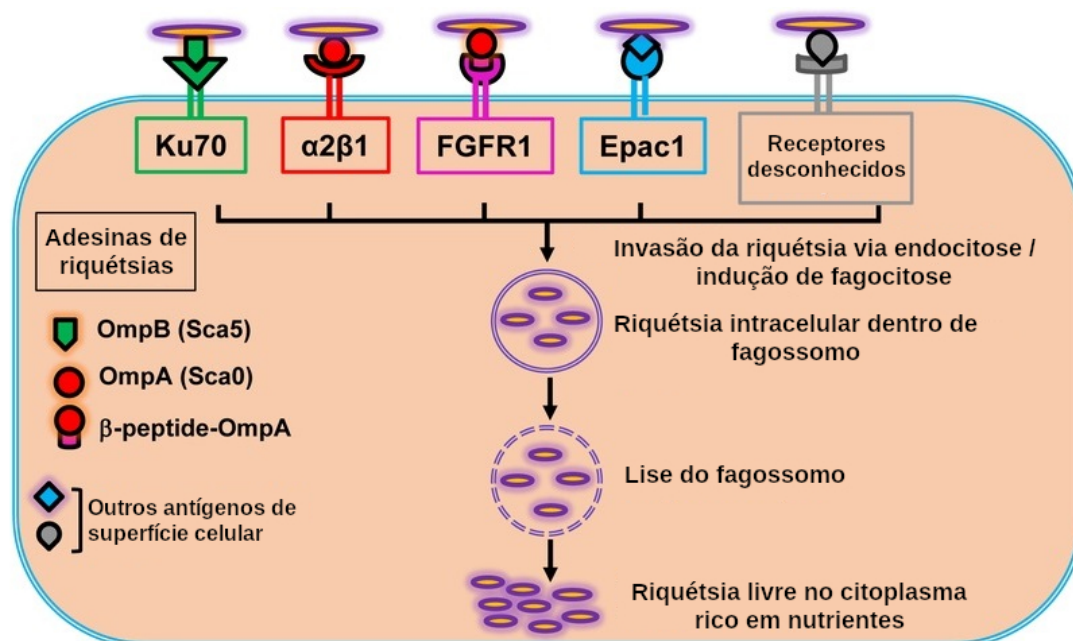 Ku70
α2β1
FGFR1
Epac1
Receptores
desconhecidos
Adesinas de
riquétsias
OmpB (Sca5)
OmpA (Sca0)
β-peptide-OmpA
Outros antígenos de
superfície celular
Invasão da riquétsia via endocitose /
indução de fagocitose
Riquétsia intracelular dentro de
fagossomo
Lise do fagossomo
Riquétsia livre no citoplasma
rico em nutrientes